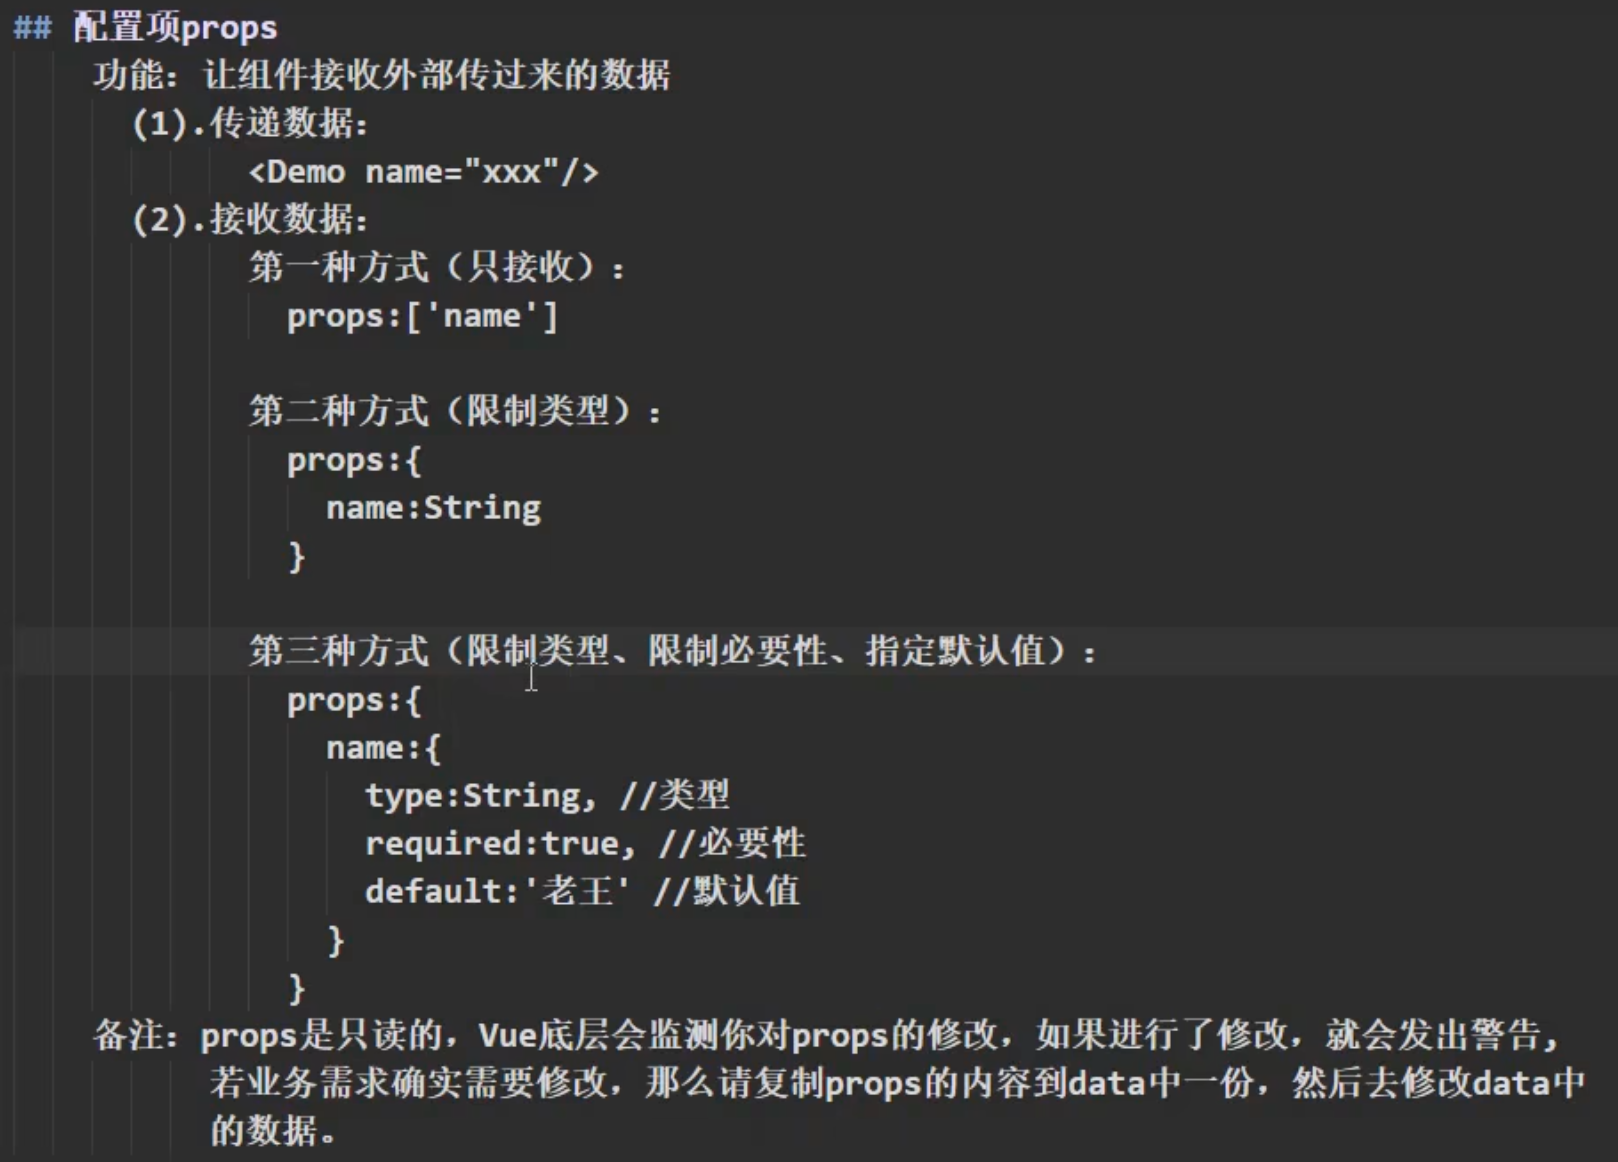 ## 配置项props
功能：让组件接收外部传过来的数据
(1).传递数据：
<Demo name="xxx"/>
(2).接收数据：
第一种方式（只接收）：
props:['name']
第二种方式（限制类型）：
props:{
name:String
}
第三种方式（限制类型、限制必要性、指定默认值）：
props:{
name:{
type:String, //类型
required:true, //必要性
default:'老王' //默认值
}
}
备注：props是只读的，Vue底层会监测你对props的修改，如果进行了修改，就会发出警告，
若业务需求确实需要修改，那么请复制props的内容到data中一份，然后去修改data中
的数据。